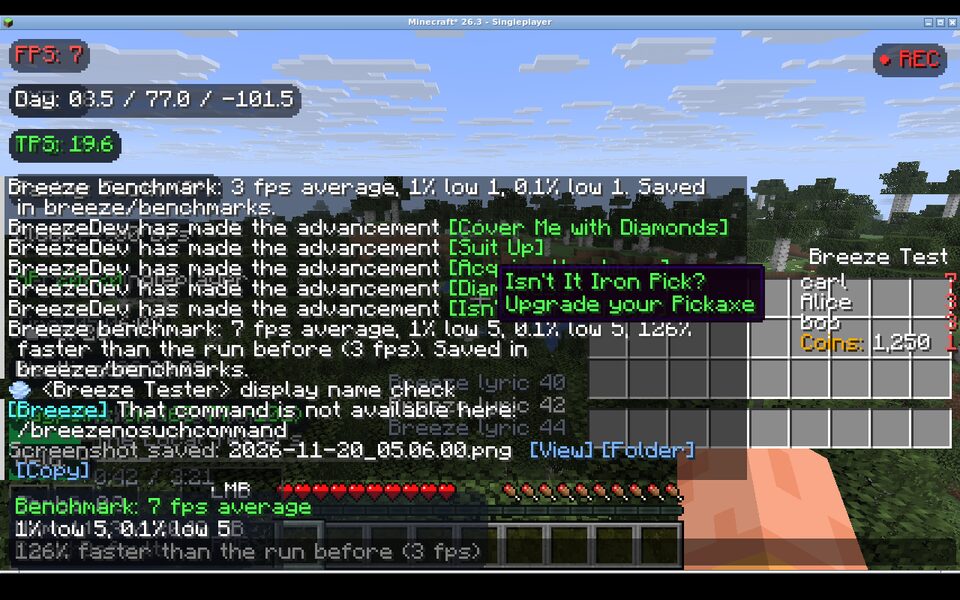 Minecraft* 26.3 - Singleplayer
FPS: 7
REC
Day: 03.5 / 77.0 / -101.5
TPS: 19.6
Breeze benchmark: 3 fps average, 1% low 1, 0.1% low 1. Saved
in breeze/benchmarks.
BreezeDev has made the advancement [Cover Me with Diamonds]
BreezeDev has made the advancement [Suit Up]
BreezeDev has made the advancement
BreezeDev has made the advancement
BreezeDev has made the advancement
Isn't It Iron Pick?
Upgrade your Pickaxe
Breeze benchmark: 7 fps average, 1% low 5, 0.1% low 5, 126%
faster than the run before (3 fps). Saved in
breeze/benchmarks.
<Breeze Tester> display name check
[Breeze] That command is not available here:
/breezenosuchcommand
Screenshot saved: 2026-11-20_05.06.00.png [View] [Folder]
[Copy]
Breeze lyric 40
Breeze lyric 42
Breeze lyric 44
Breeze Test
carl
Alice
bob
Coins: 1,250
LMB
Benchmark: 7 fps average
1% low 5, 0.1% low 5
126% faster than the run before (3 fps)